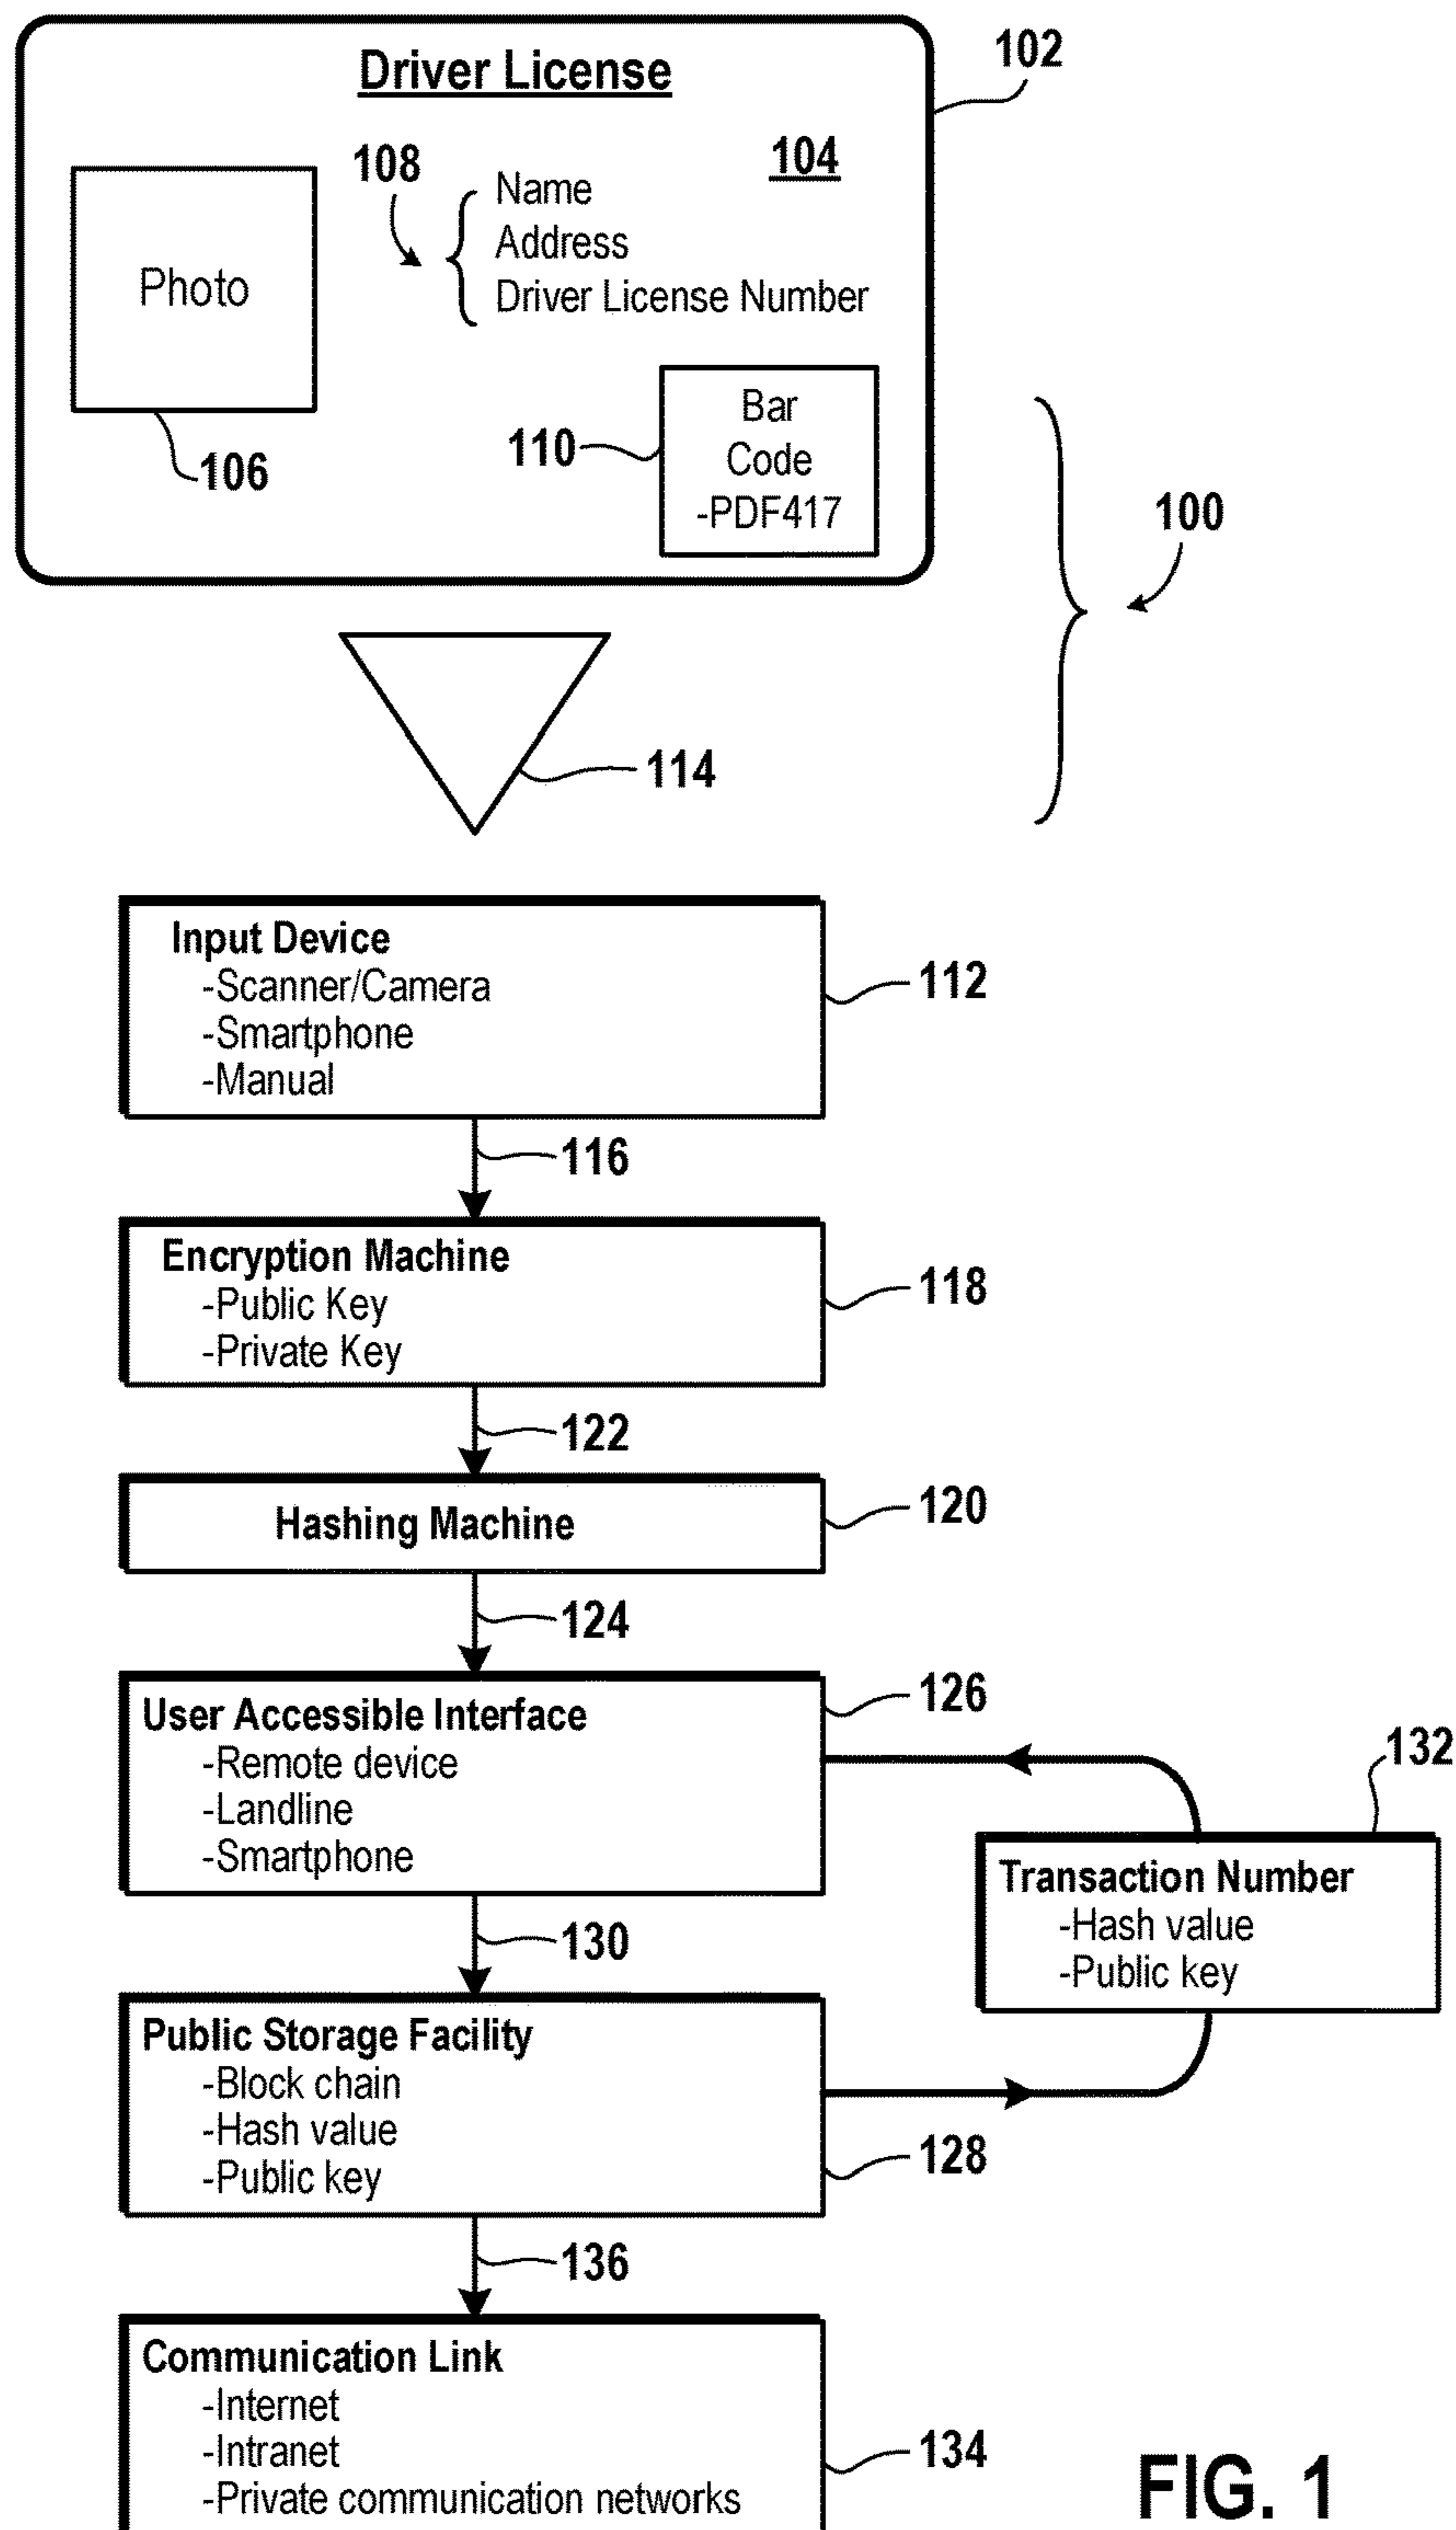 Driver License
102
104
108
Name
Address
Driver License Number
Photo
106
110
Bar
Code
-PDF417
100
114
Input Device
-Scanner/Camera
-Smartphone
-Manual
112
116
Encryption Machine
-Public Key
-Private Key
118
122
Hashing Machine
120
124
User Accessible Interface
-Remote device
-Landline
-Smartphone
126
132
Transaction Number
-Hash value
-Public key
130
Public Storage Facility
-Block chain
-Hash value
-Public key
128
136
Communication Link
-Internet
-Intranet
-Private communication networks
134
FIG. 1